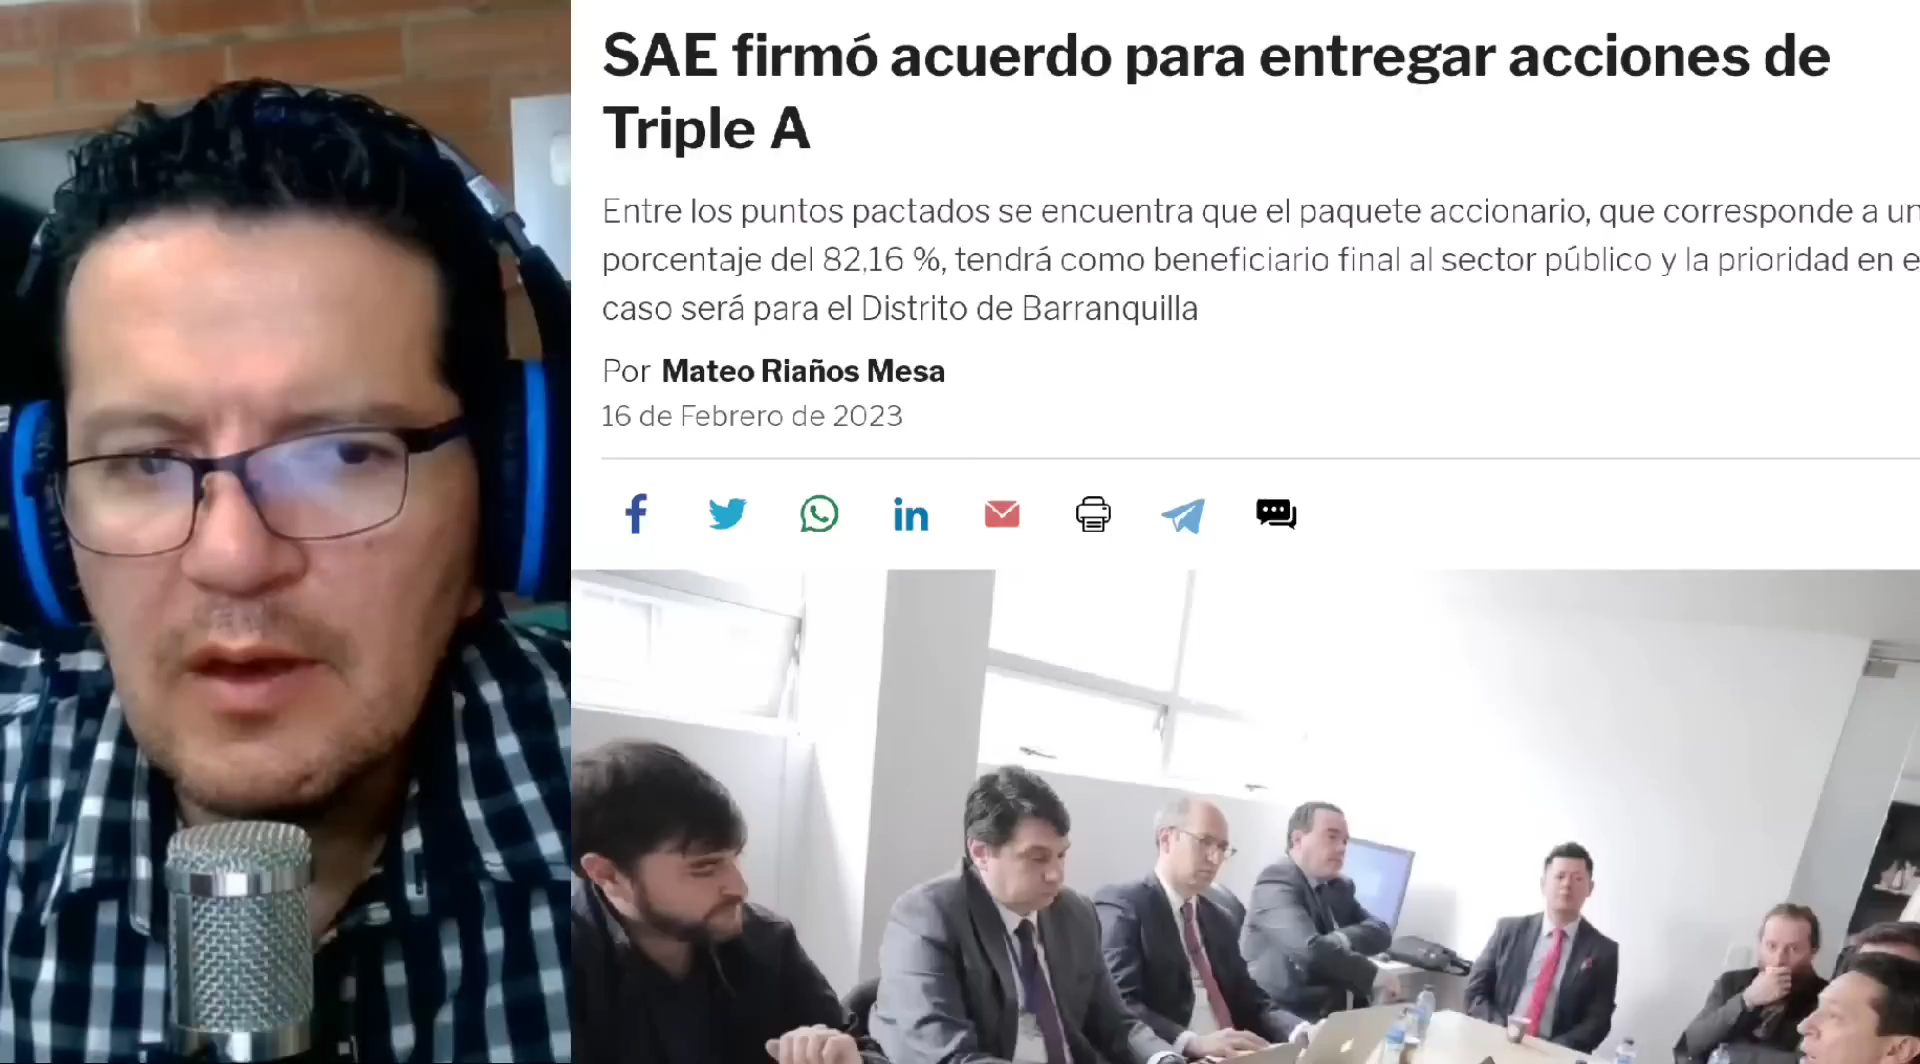 SAE firmó acuerdo para entregar acciones de
Triple A
Entre los puntos pactados se encuentra que el paquete accionario, que corresponde a un
porcentaje del 82,16 %, tendrá como beneficiario final al sector público y la prioridad en e
caso será para el Distrito de Barranquilla
Por Mateo Riaños Mesa
16 de Febrero de 2023